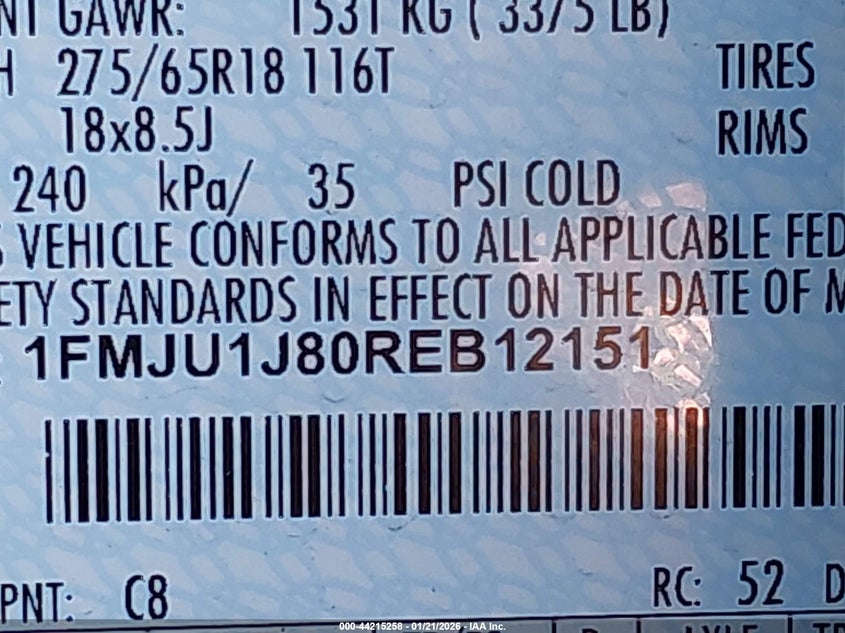 NT GAWR: 1531 KG ( 3375 LB)
H 275/65R18 116T TIRES
18x8.5J RIMS
240 kPa/ 35 PSI COLD
S VEHICLE CONFORMS TO ALL APPLICABLE FED
ETY STANDARDS IN EFFECT ON THE DATE OF M
1FMJU1J80REB12151
PNT: C8 RC: 52 D
000-44215258 - 01/21/2026 - IAA Inc.